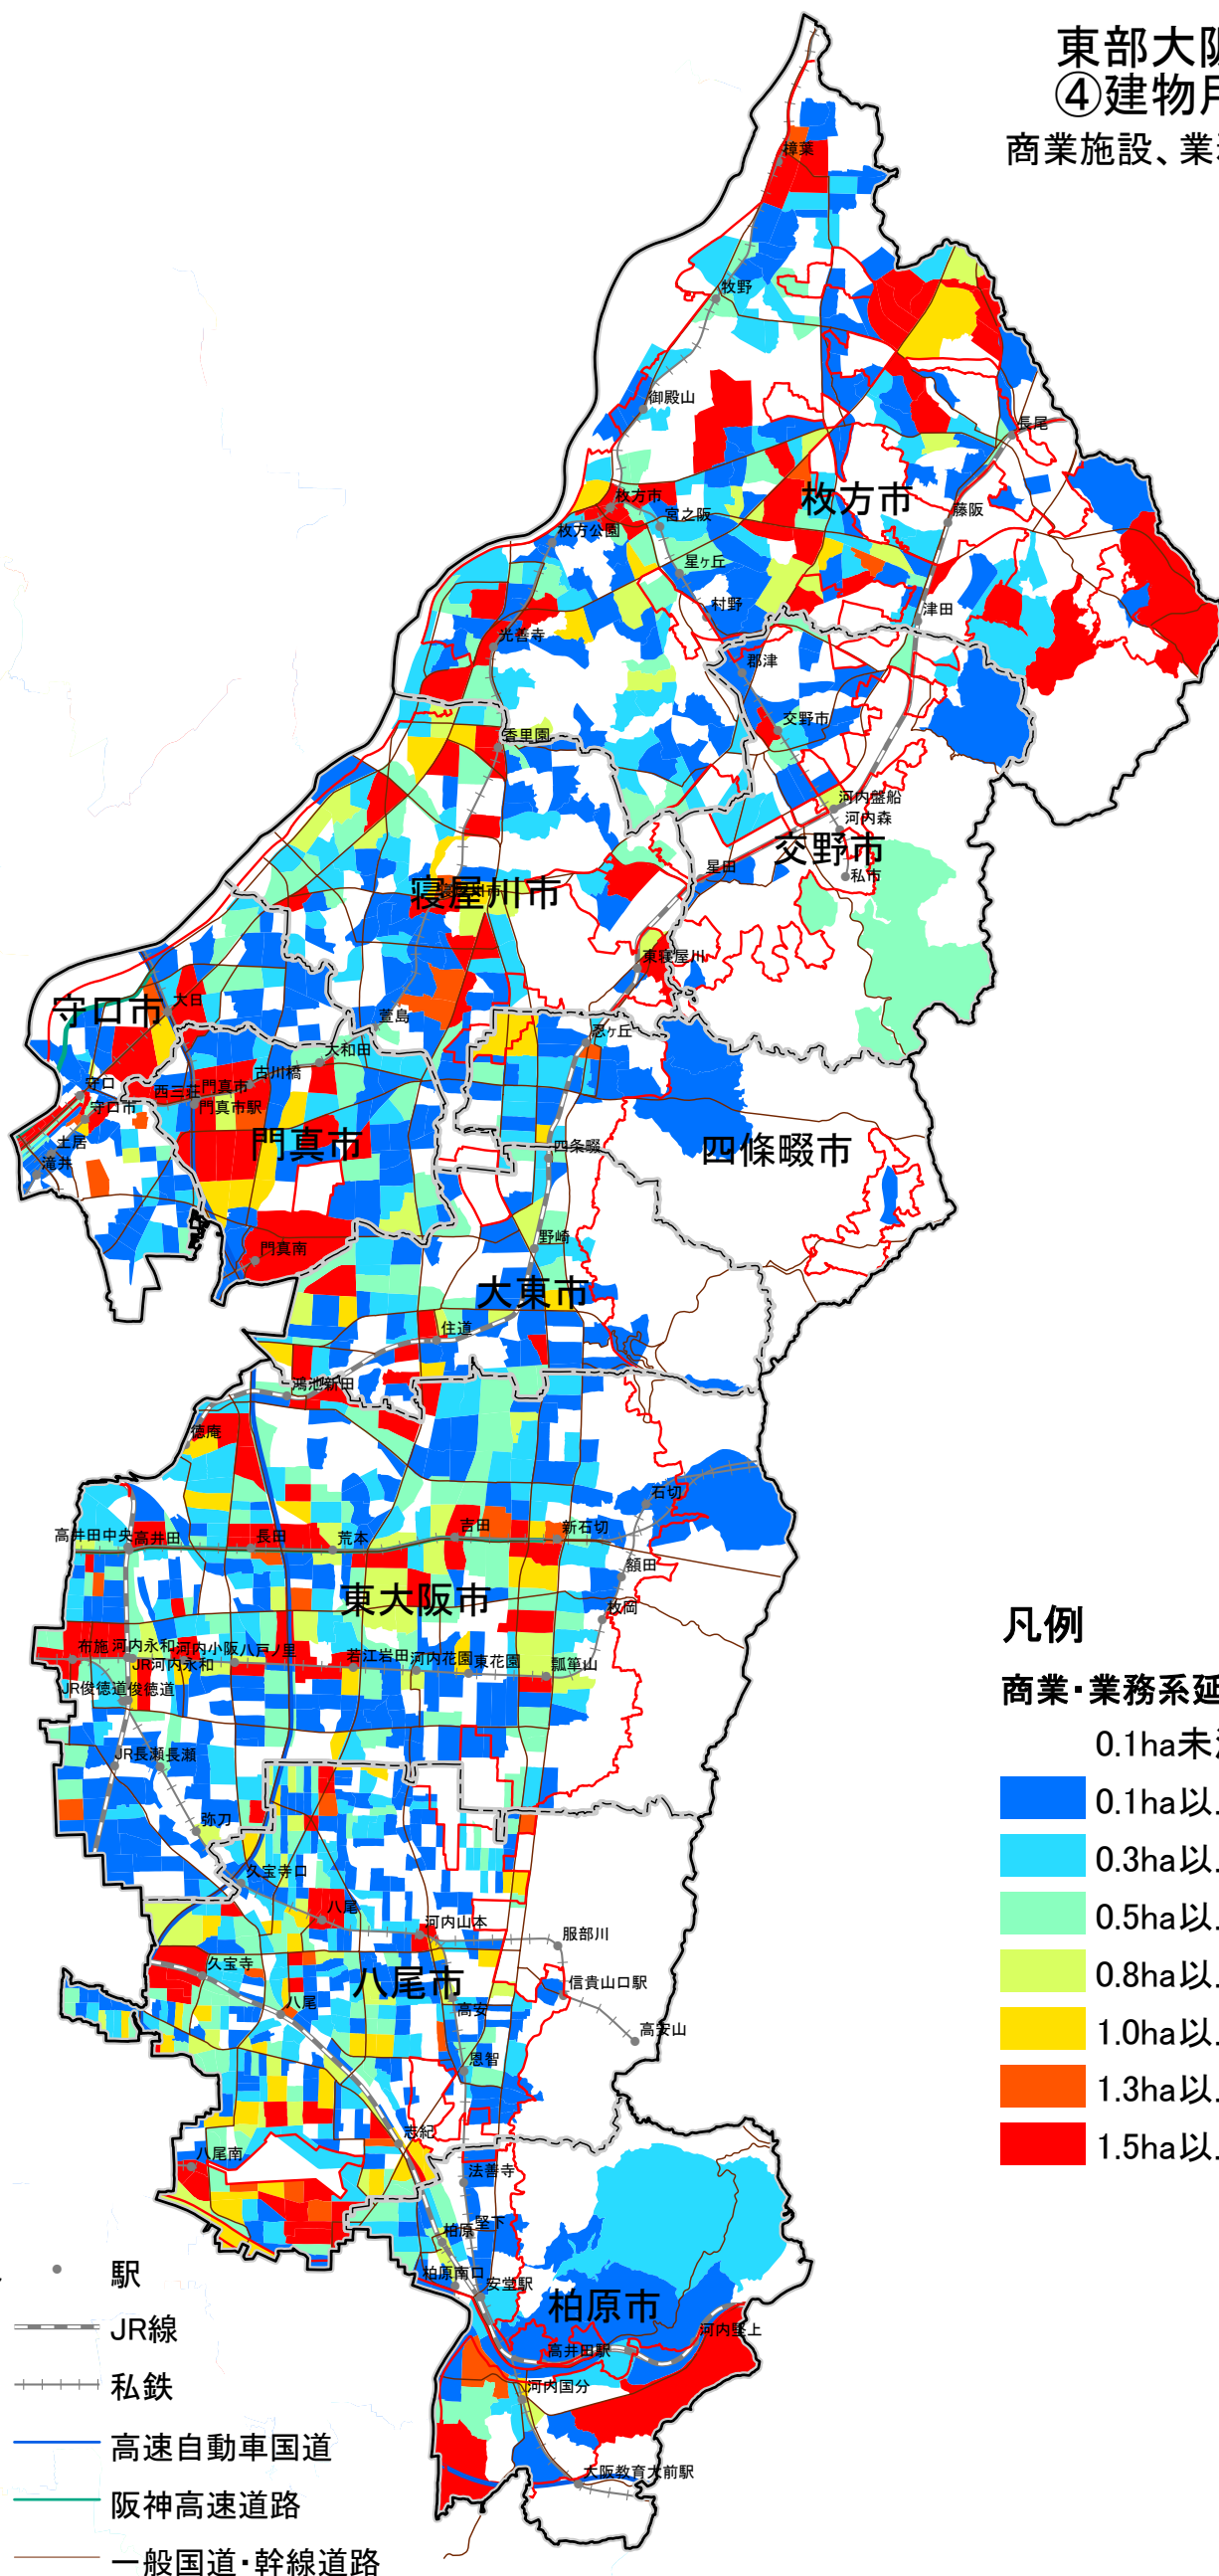 東部大阪
④建物用
商業施設、業務
樟葉
牧野
御殿山
長尾
枚方市
枚方市
藤阪
宮之阪
枚方公園
星ヶ丘
村野
津田
光善寺
郡津
交野市
香里園
河内盤船
河内森
交野市
星田
私市
寝屋川市
東寝屋川
守口市
大日
萱島
忍ヶ丘
大和田
古川橋
守口
西三荘
門真市
守口市
門真市駅
土居
門真市
四条畷
四條畷市
滝井
野崎
門真南
大東市
住道
鴻池新田
徳庵
石切
高井田中央
高井田
長田
荒本
吉田
新石切
額田
東大阪市
枚岡
布施
河内永和
河内小阪
八戸ノ里
JR河内永和
若江岩田
河内花園
東花園
瓢箪山
JR俊徳道
俊徳道
JR長瀬
長瀬
弥刀
久宝寺口
八尾
河内山本
服部川
久宝寺
八尾市
信貴山口駅
八尾
高安
高安山
恩智
志紀
八尾南
法善寺
柏原
堅下
柏原南口
安堂駅
柏原市
河内堅上
高井田駅
河内国分
大阪教育大前駅
凡例
商業・業務系延
0.1ha未満
0.1ha以上
0.3ha以上
0.5ha以上
0.8ha以上
1.0ha以上
1.3ha以上
1.5ha以上
駅
JR線
私鉄
高速自動車国道
阪神高速道路
一般国道・幹線道路